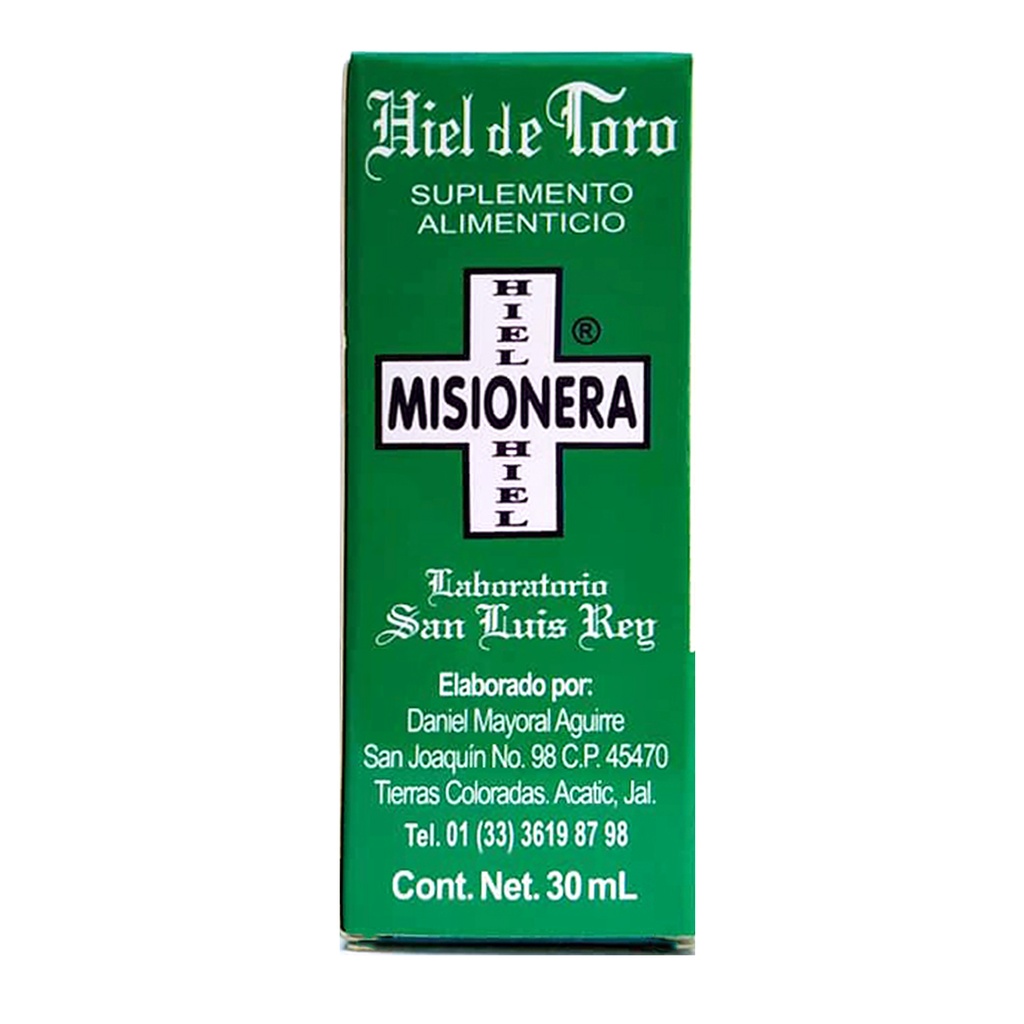 Hiel de Toro
SUPLEMENTO
ALIMENTICIO
HIEL
®
MISIONERA
HIEL
Laboratorio
San Luis Rey
Elaborado por:
Daniel Mayoral Aguirre
San Joaquín No. 98 C.P. 45470
Tierras Coloradas. Acatic, Jal.
Tel. 01 (33) 3619 87 98
Cont. Net. 30 mL